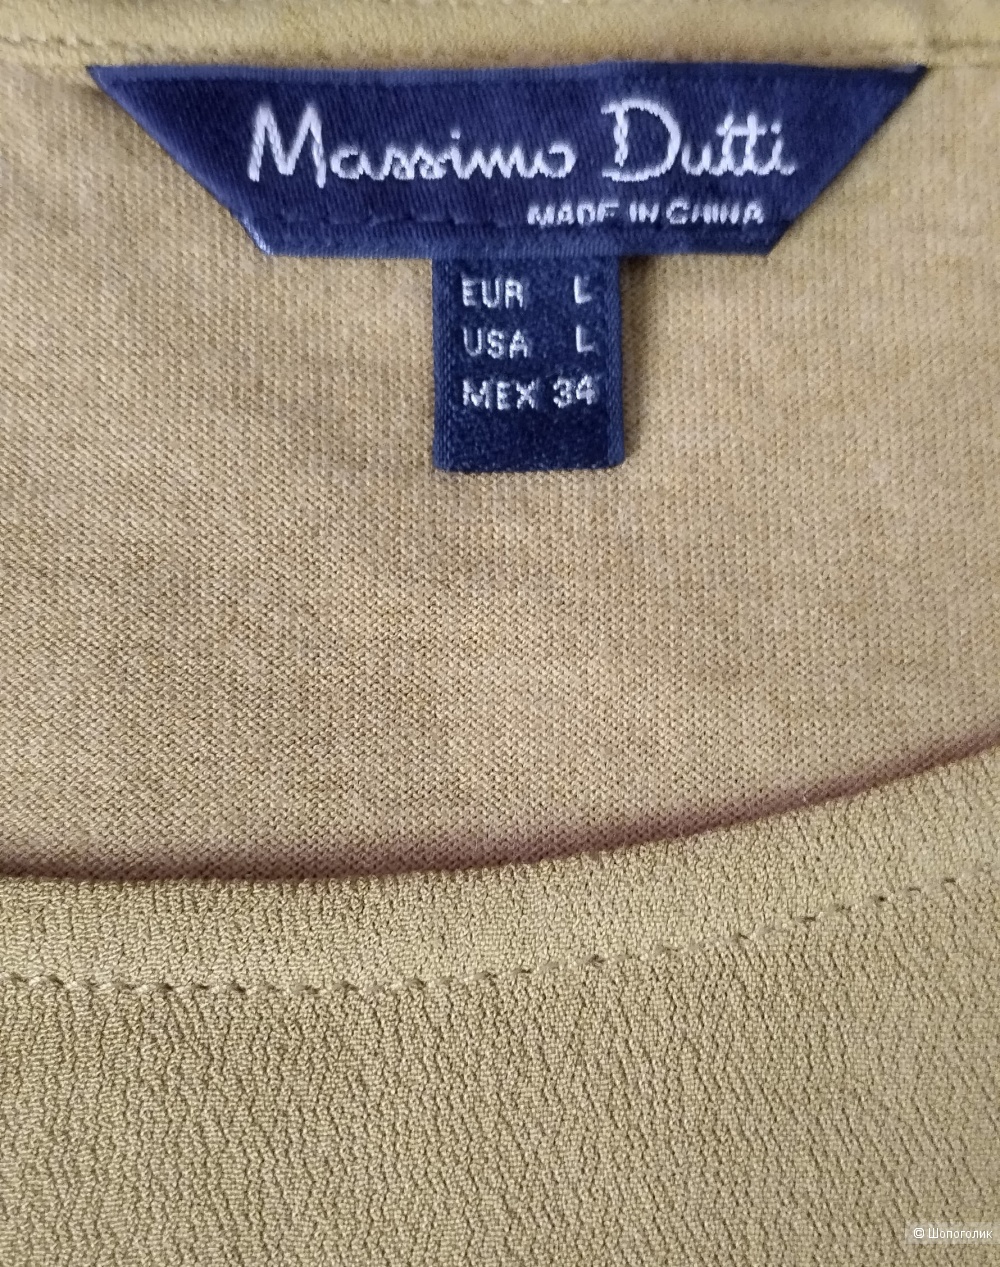 Massimo Dutti
MADE IN CHINA
EUR L
USA L
MEX 34
© Шопоголик